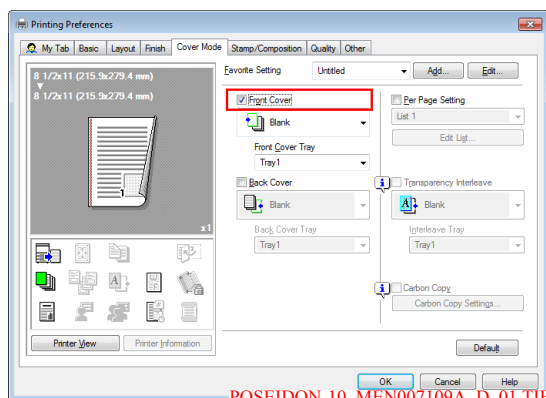 Printing Preferences
My Tab Basic Layout Finish Cover Mode Stamp/Composition Quality Other
8 1/2x11 (215.9x279.4 mm)
8 1/2x11 (215.9x279.4 mm)
1
x1
Printer View Printer Information
Favorite Setting Untitled Add... Edit...
Front Cover
Blank
Front Cover Tray
Tray1
Back Cover
Blank
Back Cover Tray
Tray1
Per Page Setting
List 1
Edit List...
Transparency Interleave
Blank
Interleave Tray
Tray1
Carbon Copy
Carbon Copy Settings...
Default
OK Cancel Help